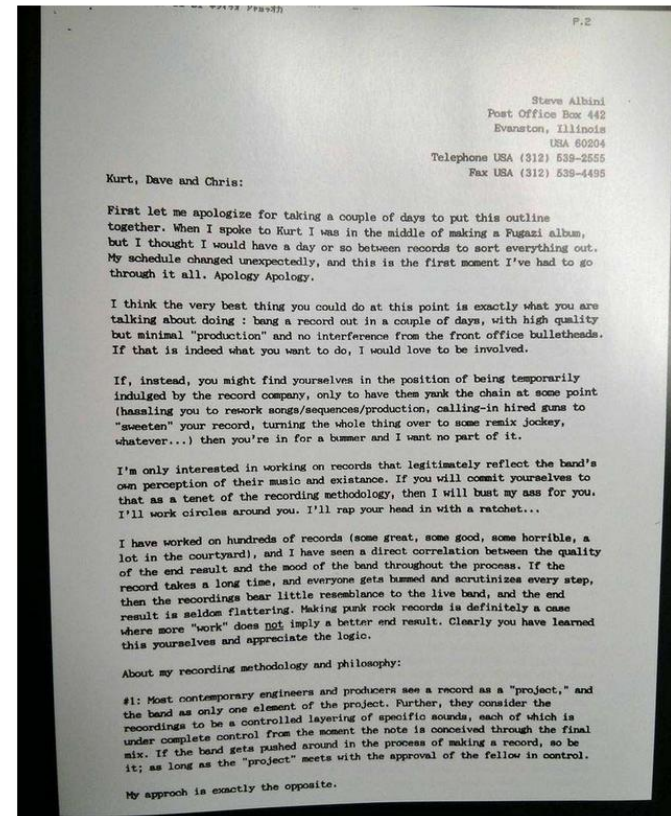 P.2
Steve Albini
Post Office Box 442
Evanston, Illinois
USA 60204
Telephone USA (312) 539-2555
Fax USA (312) 539-4495
Kurt, Dave and Chris:
First let me apologize for taking a couple of days to put this outline
together. When I spoke to Kurt I was in the middle of making a Fugazi album,
but I thought I would have a day or so between records to sort everything out.
My schedule changed unexpectedly, and this is the first moment I've had to go
through it all. Apology Apology.
I think the very best thing you could do at this point is exactly what you are
talking about doing : bang a record out in a couple of days, with high quality
but minimal "production" and no interference from the front office bulletheads.
If that is indeed what you want to do, I would love to be involved.
If, instead, you might find yourselves in the position of being temporarily
indulged by the record company, only to have them yank the chain at some point
(hassling you to rework songs/sequences/production, calling-in hired guns to
"sweeten" your record, turning the whole thing over to some remix jockey,
whatever...) then you're in for a bummer and I want no part of it.
I'm only interested in working on records that legitimately reflect the band's
own perception of their music and existance. If you will commit yourselves to
that as a tenet of the recording methodology, then I will bust my ass for you.
I'll work circles around you. I'll rap your head in with a ratchet...
I have worked on hundreds of records (some great, some good, some horrible, a
lot in the courtyard), and I have seen a direct correlation between the quality
of the end result and the mood of the band throughout the process. If the
record takes a long time, and everyone gets bummed and scrutinizes every step,
then the recordings bear little resemblance to the live band, and the end
result is seldom flattering. Making punk rock records is definitely a case
where more "work" does not imply a better end result. Clearly you have learned
this yourselves and appreciate the logic.
About my recording methodology and philosophy:
#1: Most contemporary engineers and producers see a record as a "project," and
the band as only one element of the project. Further, they consider the
recordings to be a controlled layering of specific sounds, each of which is
under complete control from the moment the note is conceived through the final
mix. If the band gets pushed around in the process of making a record, so be
it; as long as the "project" meets with the approval of the fellow in control.
My approch is exactly the opposite.